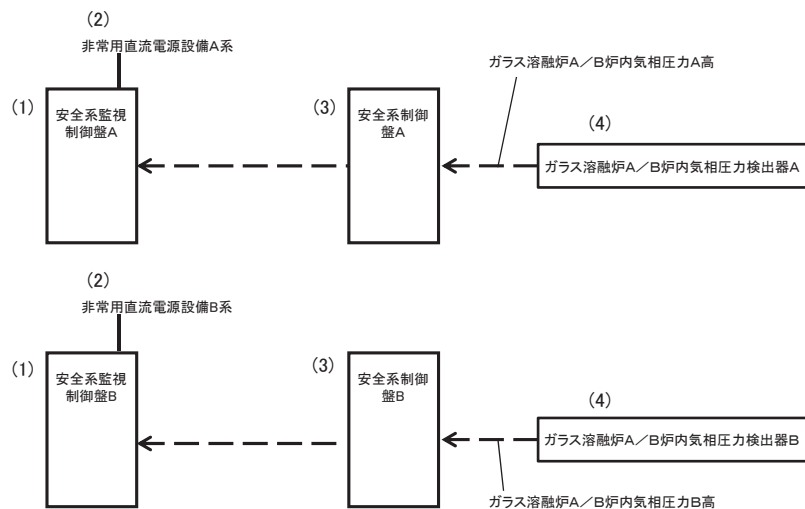 (2)
非常用直流電源設備A系
(1)
安全系監視
制御盤A
(3)
安全系制御
盤A
ガラス溶融炉A/B炉内気相圧力A高
(4)
ガラス溶融炉A/B炉内気相圧力検出器A
(2)
非常用直流電源設備B系
(1)
安全系監視
制御盤B
(3)
安全系制御
盤B
(4)
ガラス溶融炉A/B炉内気相圧力検出器B
ガラス溶融炉A/B炉内気相圧力B高